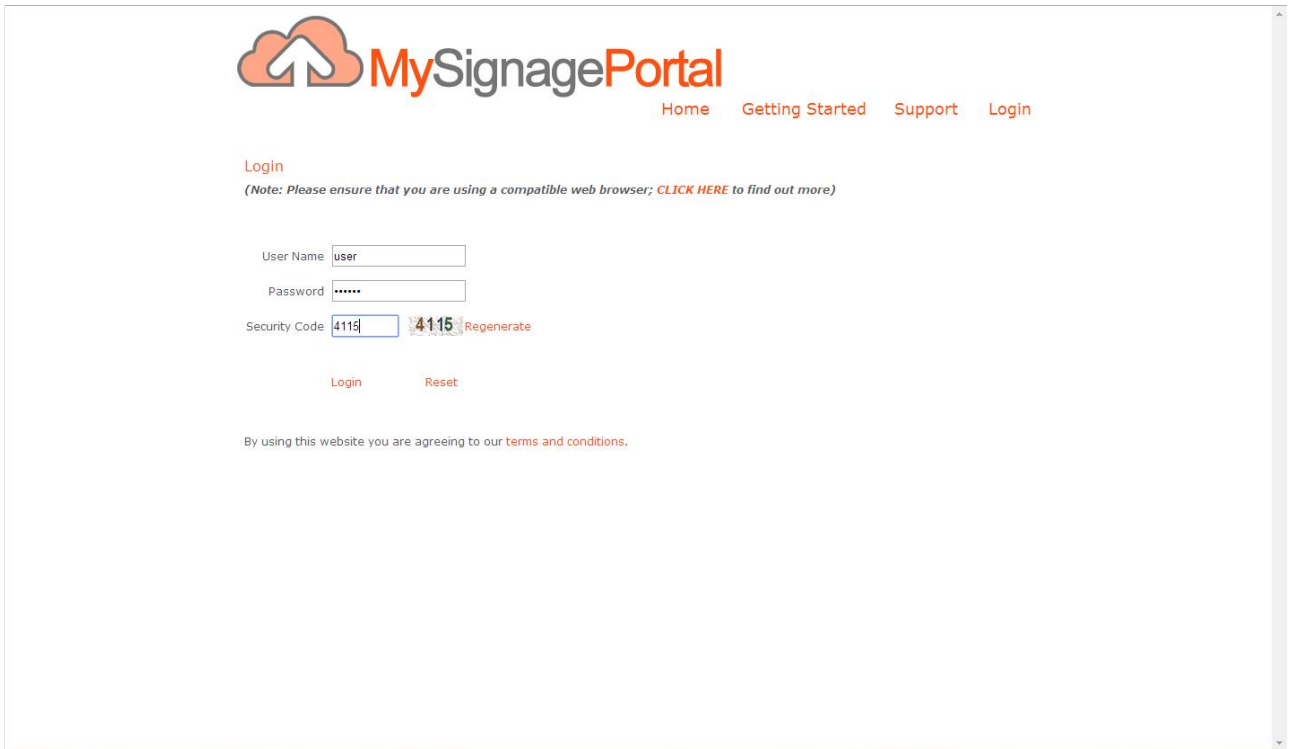 MySignagePortal
Home Getting Started Support Login
Login
(Note: Please ensure that you are using a compatible web browser; CLICK HERE to find out more)
User Name user
Password ••••••
Security Code 4115 4115 Regenerate
Login Reset
By using this website you are agreeing to our terms and conditions.